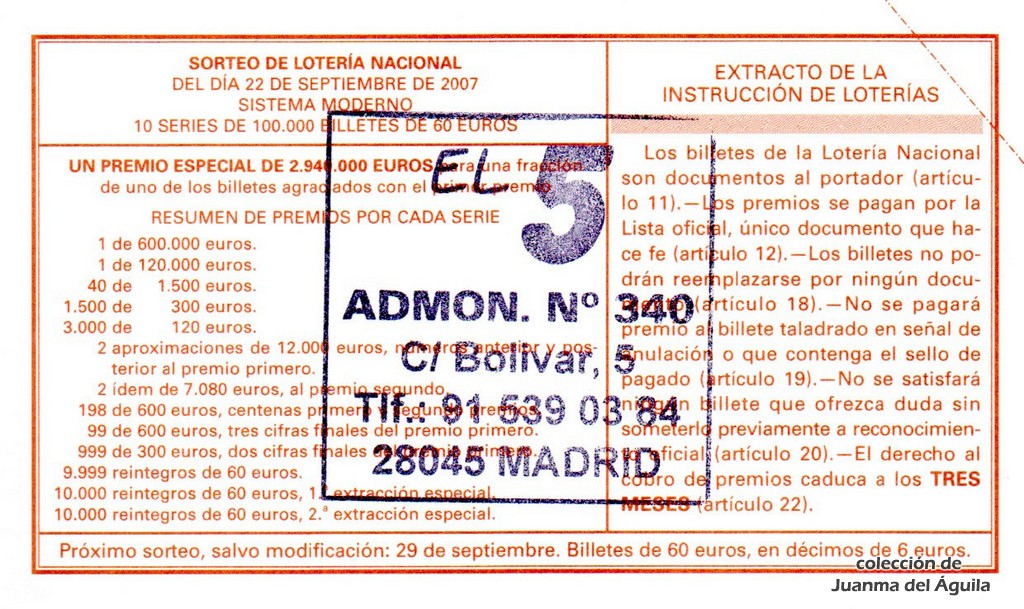 SORTEO DE LOTERÍA NACIONAL
DEL DÍA 22 DE SEPTIEMBRE DE 2007
SISTEMA MODERNO
10 SERIES DE 100.000 BILLETES DE 60 EUROS
UN PREMIO ESPECIAL DE 2.940.000 EUROS para una fracción
de uno de los billetes agraciados con el primer premio
RESUMEN DE PREMIOS POR CADA SERIE
1 de 600.000 euros.
1 de 120.000 euros.
40 de 1.500 euros.
1.500 de 300 euros.
3.000 de 120 euros.
2 aproximaciones de 12.000 euros, números anterior y pos-
terior al premio primero.
2 ídem de 7.080 euros, al premio segundo.
198 de 600 euros, centenas primero y segundo premios.
99 de 600 euros, tres cifras finales del premio primero.
999 de 300 euros, dos cifras finales del premio primero.
9.999 reintegros de 60 euros.
10.000 reintegros de 60 euros, 1.ª extracción especial.
10.000 reintegros de 60 euros, 2.ª extracción especial.
EXTRACTO DE LA
INSTRUCCIÓN DE LOTERÍAS
Los billetes de la Lotería Nacional
son documentos al portador (artícu-
lo 11).—Los premios se pagan por la
Lista oficial, único documento que ha-
ce fe (artículo 12).—Los billetes no po-
drán reemplazarse por ningún docu-
mento (artículo 18).—No se pagará
premio al billete taladrado en señal de
anulación o que contenga el sello de
pagado (artículo 19).—No se satisfará
ningún billete que ofrezca duda sin
someterlo previamente a reconocimien-
to oficial (artículo 20).—El derecho al
cobro de premios caduca a los TRES
MESES (artículo 22).
EL 5
ADMON. Nº 340
C/ Bolivar, 5
Tlf.: 91 539 03 84
28045 MADRID
Próximo sorteo, salvo modificación: 29 de septiembre. Billetes de 60 euros, en décimos de 6 euros.
colección de
Juanma del Águila